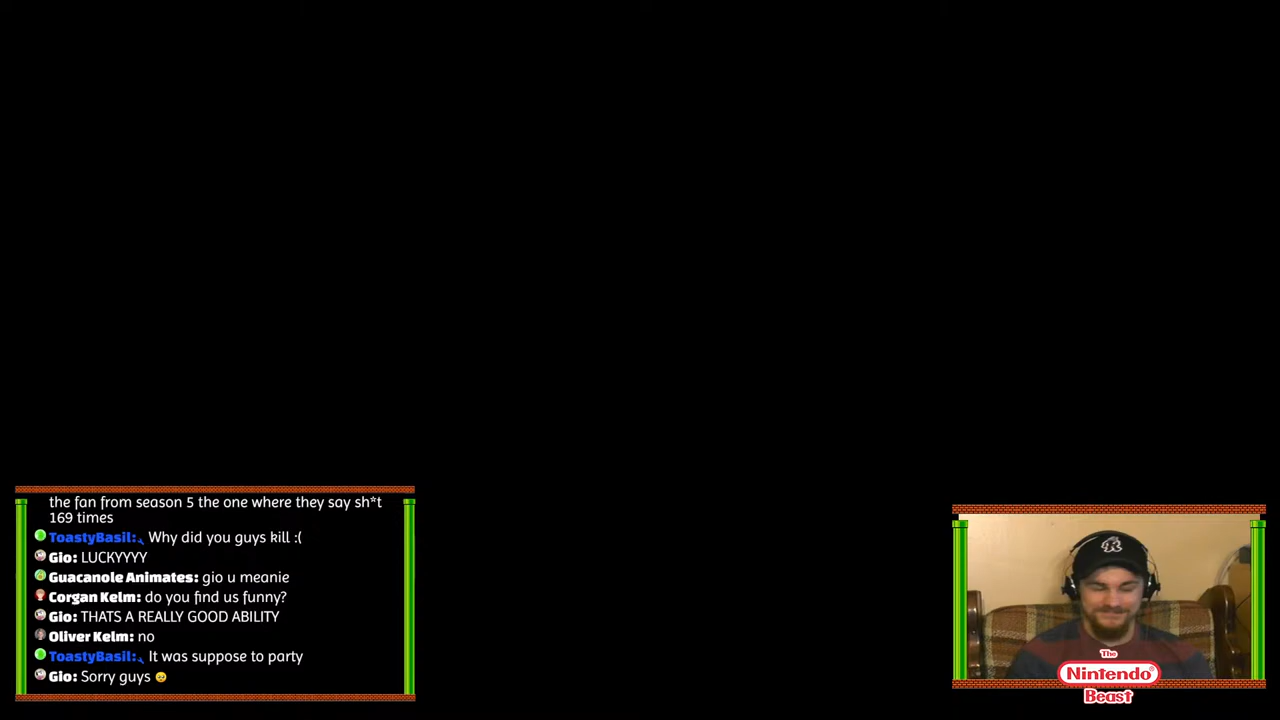 the fan from season 5 the one where they say sh*t
169 times
ToastyBasil: Why did you guys kill :(
Gio: LUCKYYYY
Guacanole Animates: gio u meanie
Corgan Kelm: do you find us funny?
Gio: THATS A REALLY GOOD ABILITY
Oliver Kelm: no
ToastyBasil: It was suppose to party
Gio: Sorry guys 😢
The
Nintendo
Beast